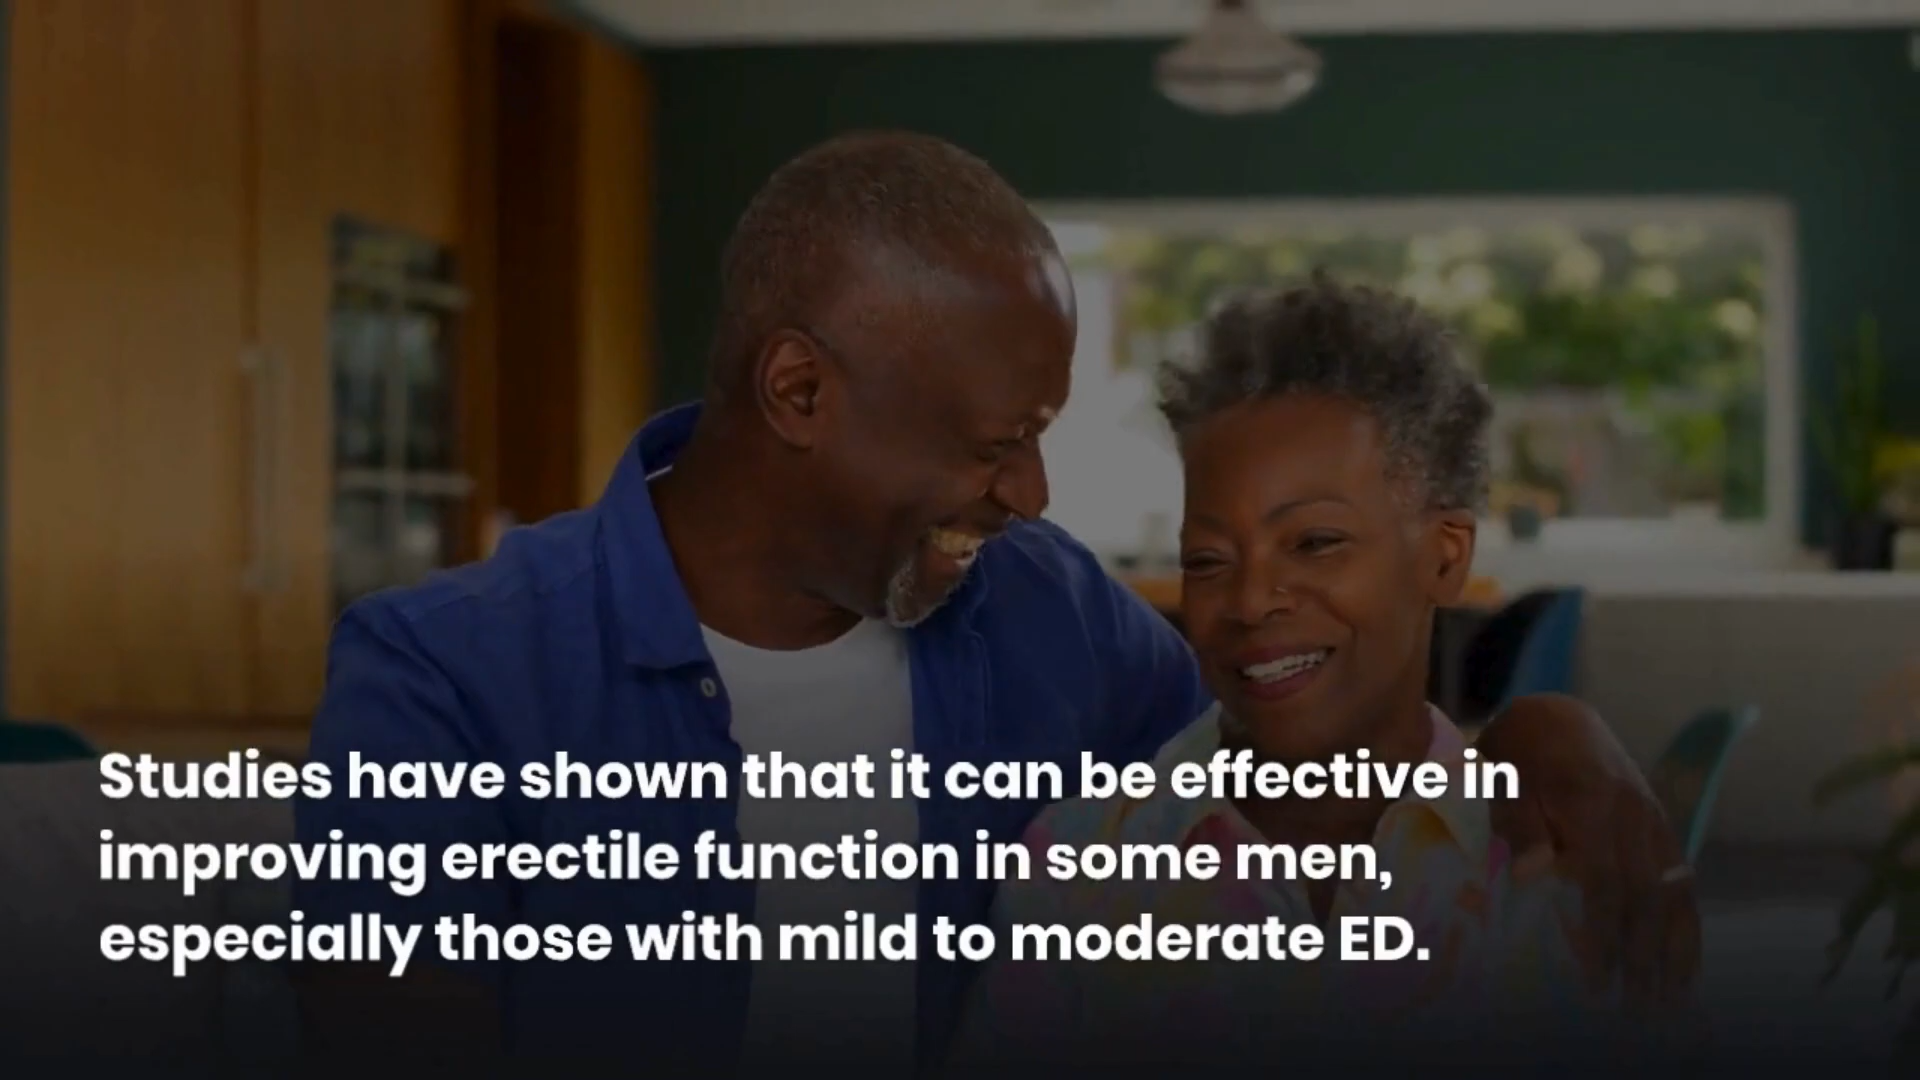 Studies have shown that it can be effective in
improving erectile function in some men,
especially those with mild to moderate ED.